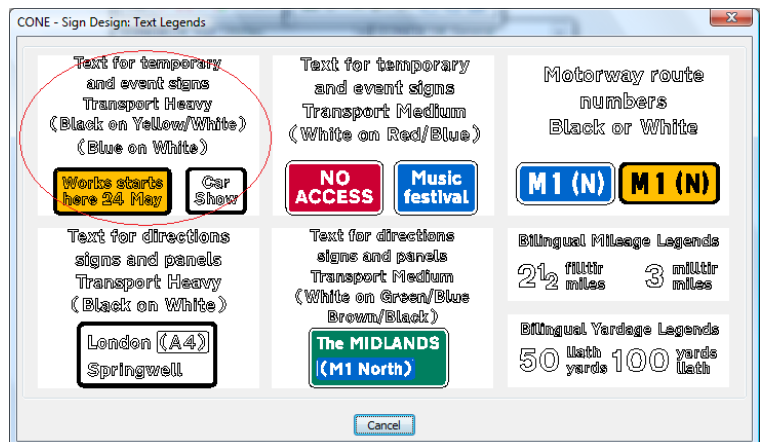 CONE - Sign Design: Text Legends
Text for temporary
and event signs
Transport Heavy
(Black on Yellow/White)
(Blue on White)
Works starts
here 24 May
Car
Show
Text for temporary
and event signs
Transport Medium
(White on Red/Blue)
NO
ACCESS
Music
festival
Motorway route
numbers
Black or White
M1 (N)
M1 (N)
Text for directions
signs and panels
Transport Heavy
(Black on White)
London (A4)
Springwell
Text for directions
signs and panels
Transport Medium
(White on Green/Blue
Brown/Black)
The MIDLANDS
(M1 North)
Bilingual Mileage Legends
2½ filltir
miles
3 milltir
miles
Bilingual Yardage Legends
50 llath
yards
100 yards
llath
Cancel